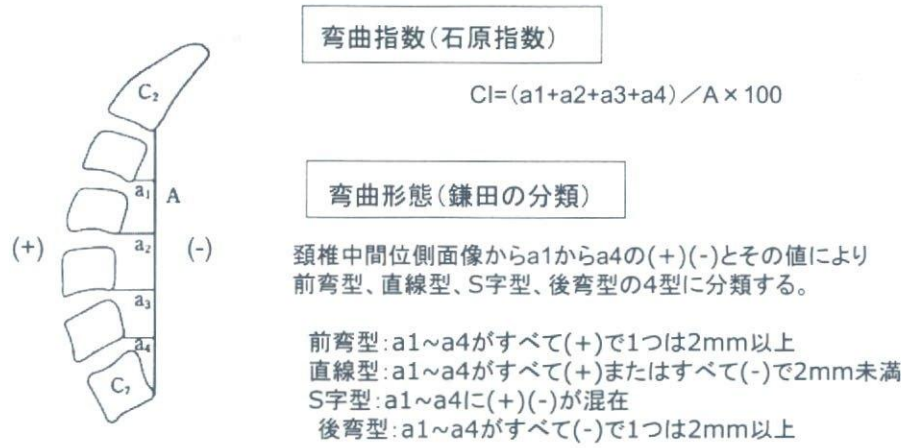 弯曲指数(石原指数)
CI=(a1+a2+a3+a4)／A×100
C₂
a₁ A
弯曲形態(鎌田の分類)
(+) a₂ (-)
a₃
a₄
C₇
頚椎中間位側面像からa1からa4の(+)(-)とその値により
前弯型、直線型、S字型、後弯型の4型に分類する。
前弯型:a1~a4がすべて(+)で1つは2mm以上
直線型:a1~a4がすべて(+)またはすべて(-)で2mm未満
S字型:a1~a4に(+)(-)が混在
後弯型:a1~a4がすべて(-)で1つは2mm以上